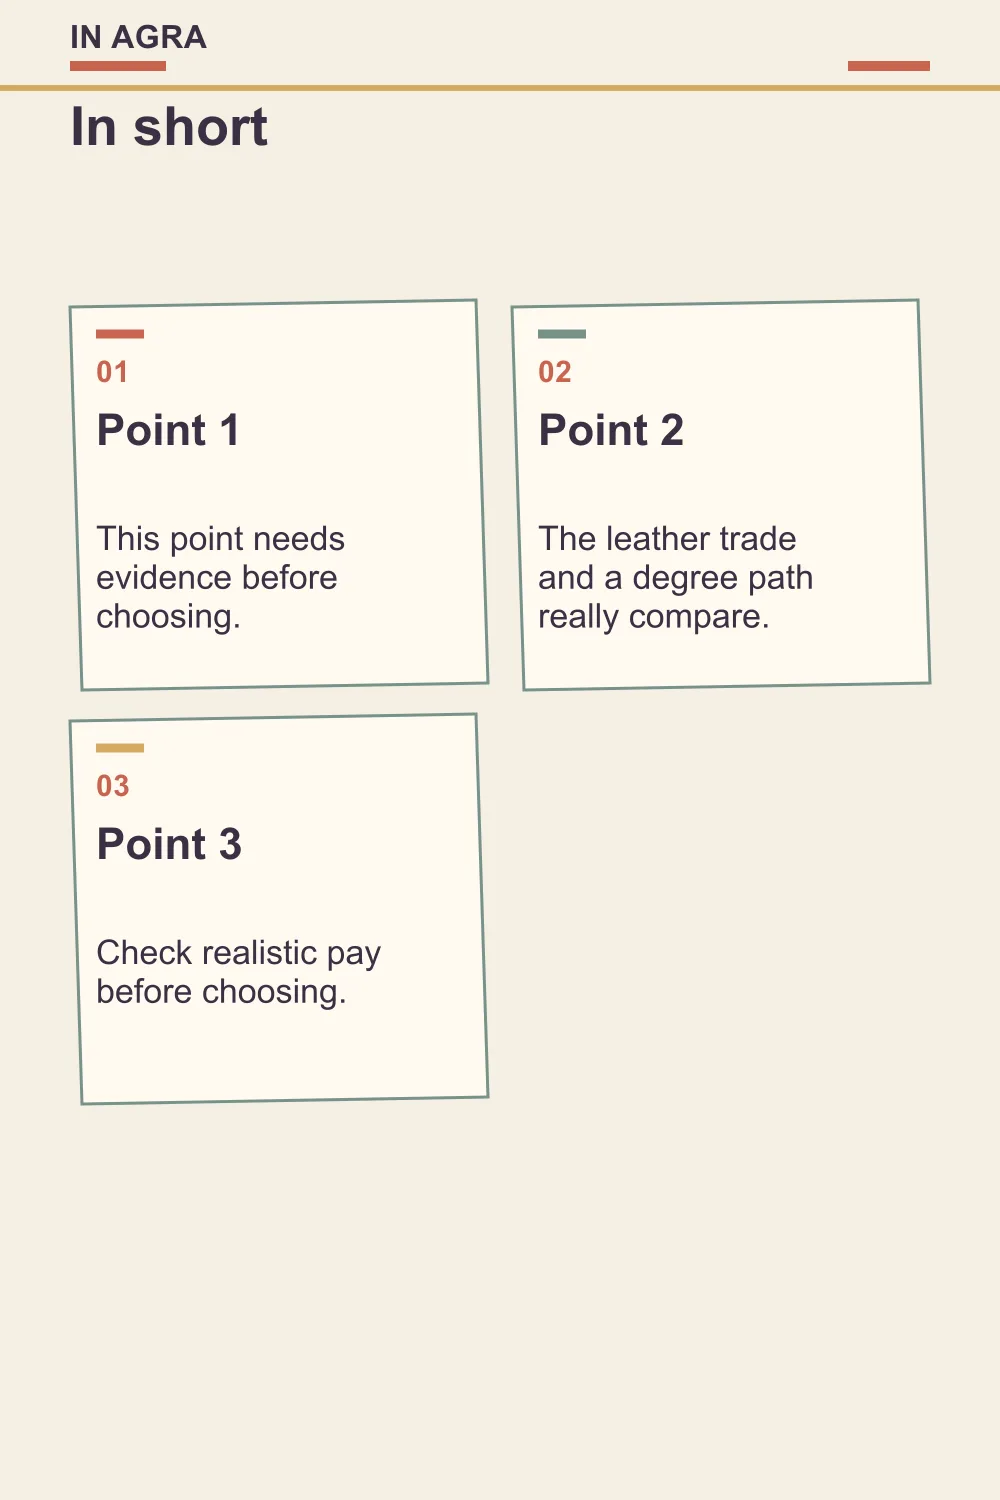 IN AGRA
In short
01
Point 1
This point needs
evidence before
choosing.
02
Point 2
The leather trade
and a degree path
really compare.
03
Point 3
Check realistic pay
before choosing.